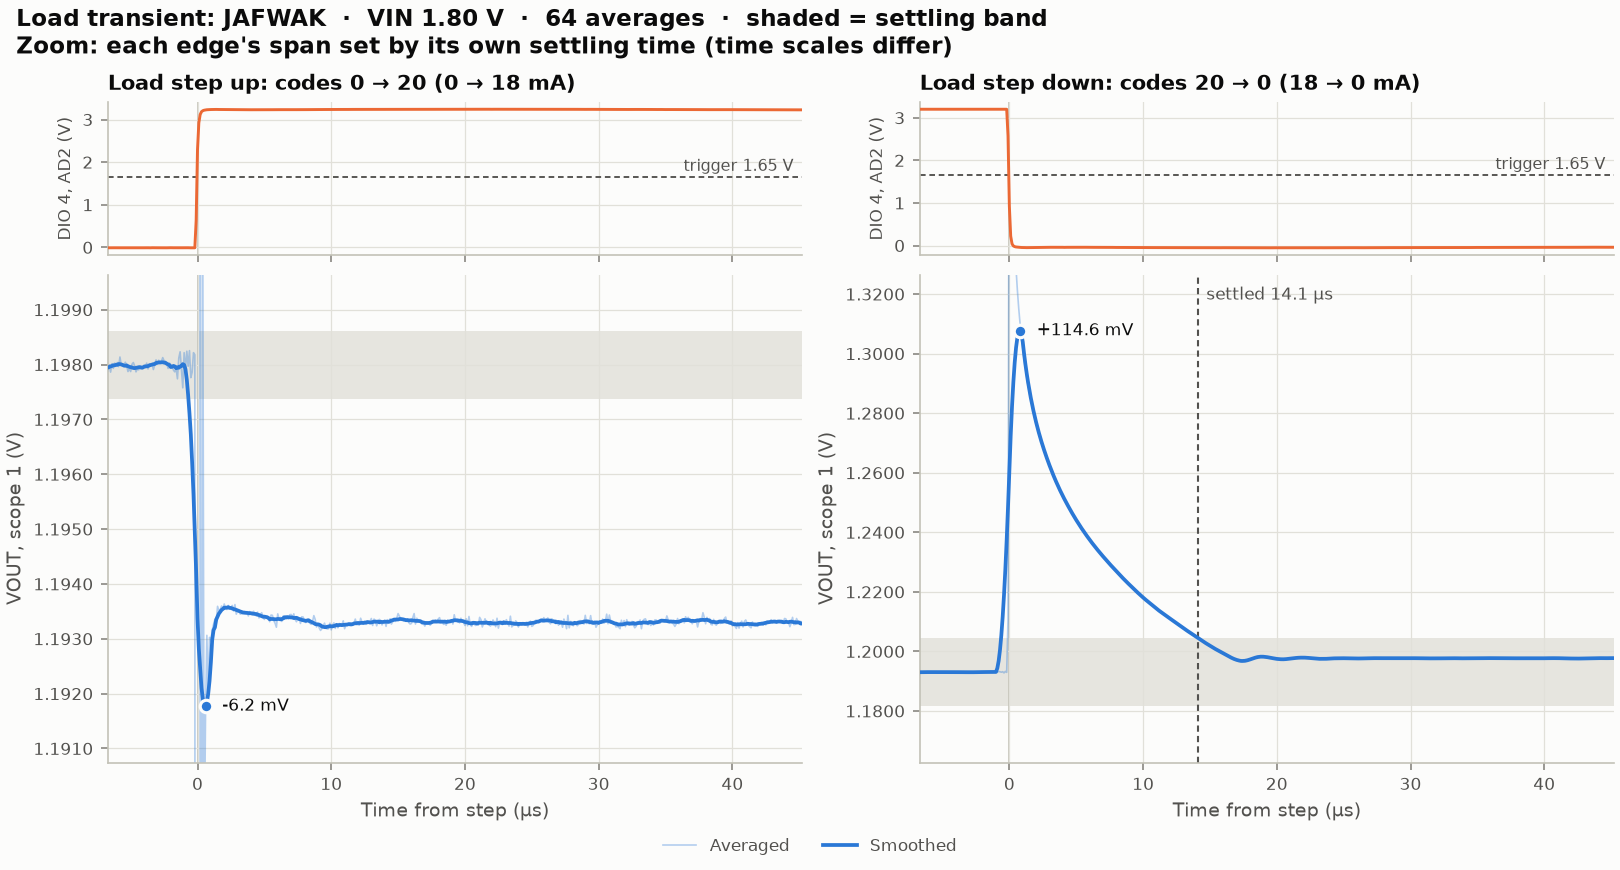 Load transient: JAFWAK · VIN 1.80 V · 64 averages · shaded = settling band
Zoom: each edge's span set by its own settling time (time scales differ)
Load step up: codes 0 → 20 (0 → 18 mA)
DIO 4, AD2 (V)
3
2
1
0
trigger 1.65 V
VOUT, scope 1 (V)
1.1990
1.1980
1.1970
1.1960
1.1950
1.1940
1.1930
1.1920
1.1910
-6.2 mV
0 10 20 30 40
Time from step (µs)
Load step down: codes 20 → 0 (18 → 0 mA)
DIO 4, AD2 (V)
3
2
1
0
trigger 1.65 V
VOUT, scope 1 (V)
1.3200
1.3000
1.2800
1.2600
1.2400
1.2200
1.2000
1.1800
settled 14.1 µs
+114.6 mV
0 10 20 30 40
Time from step (µs)
Averaged Smoothed